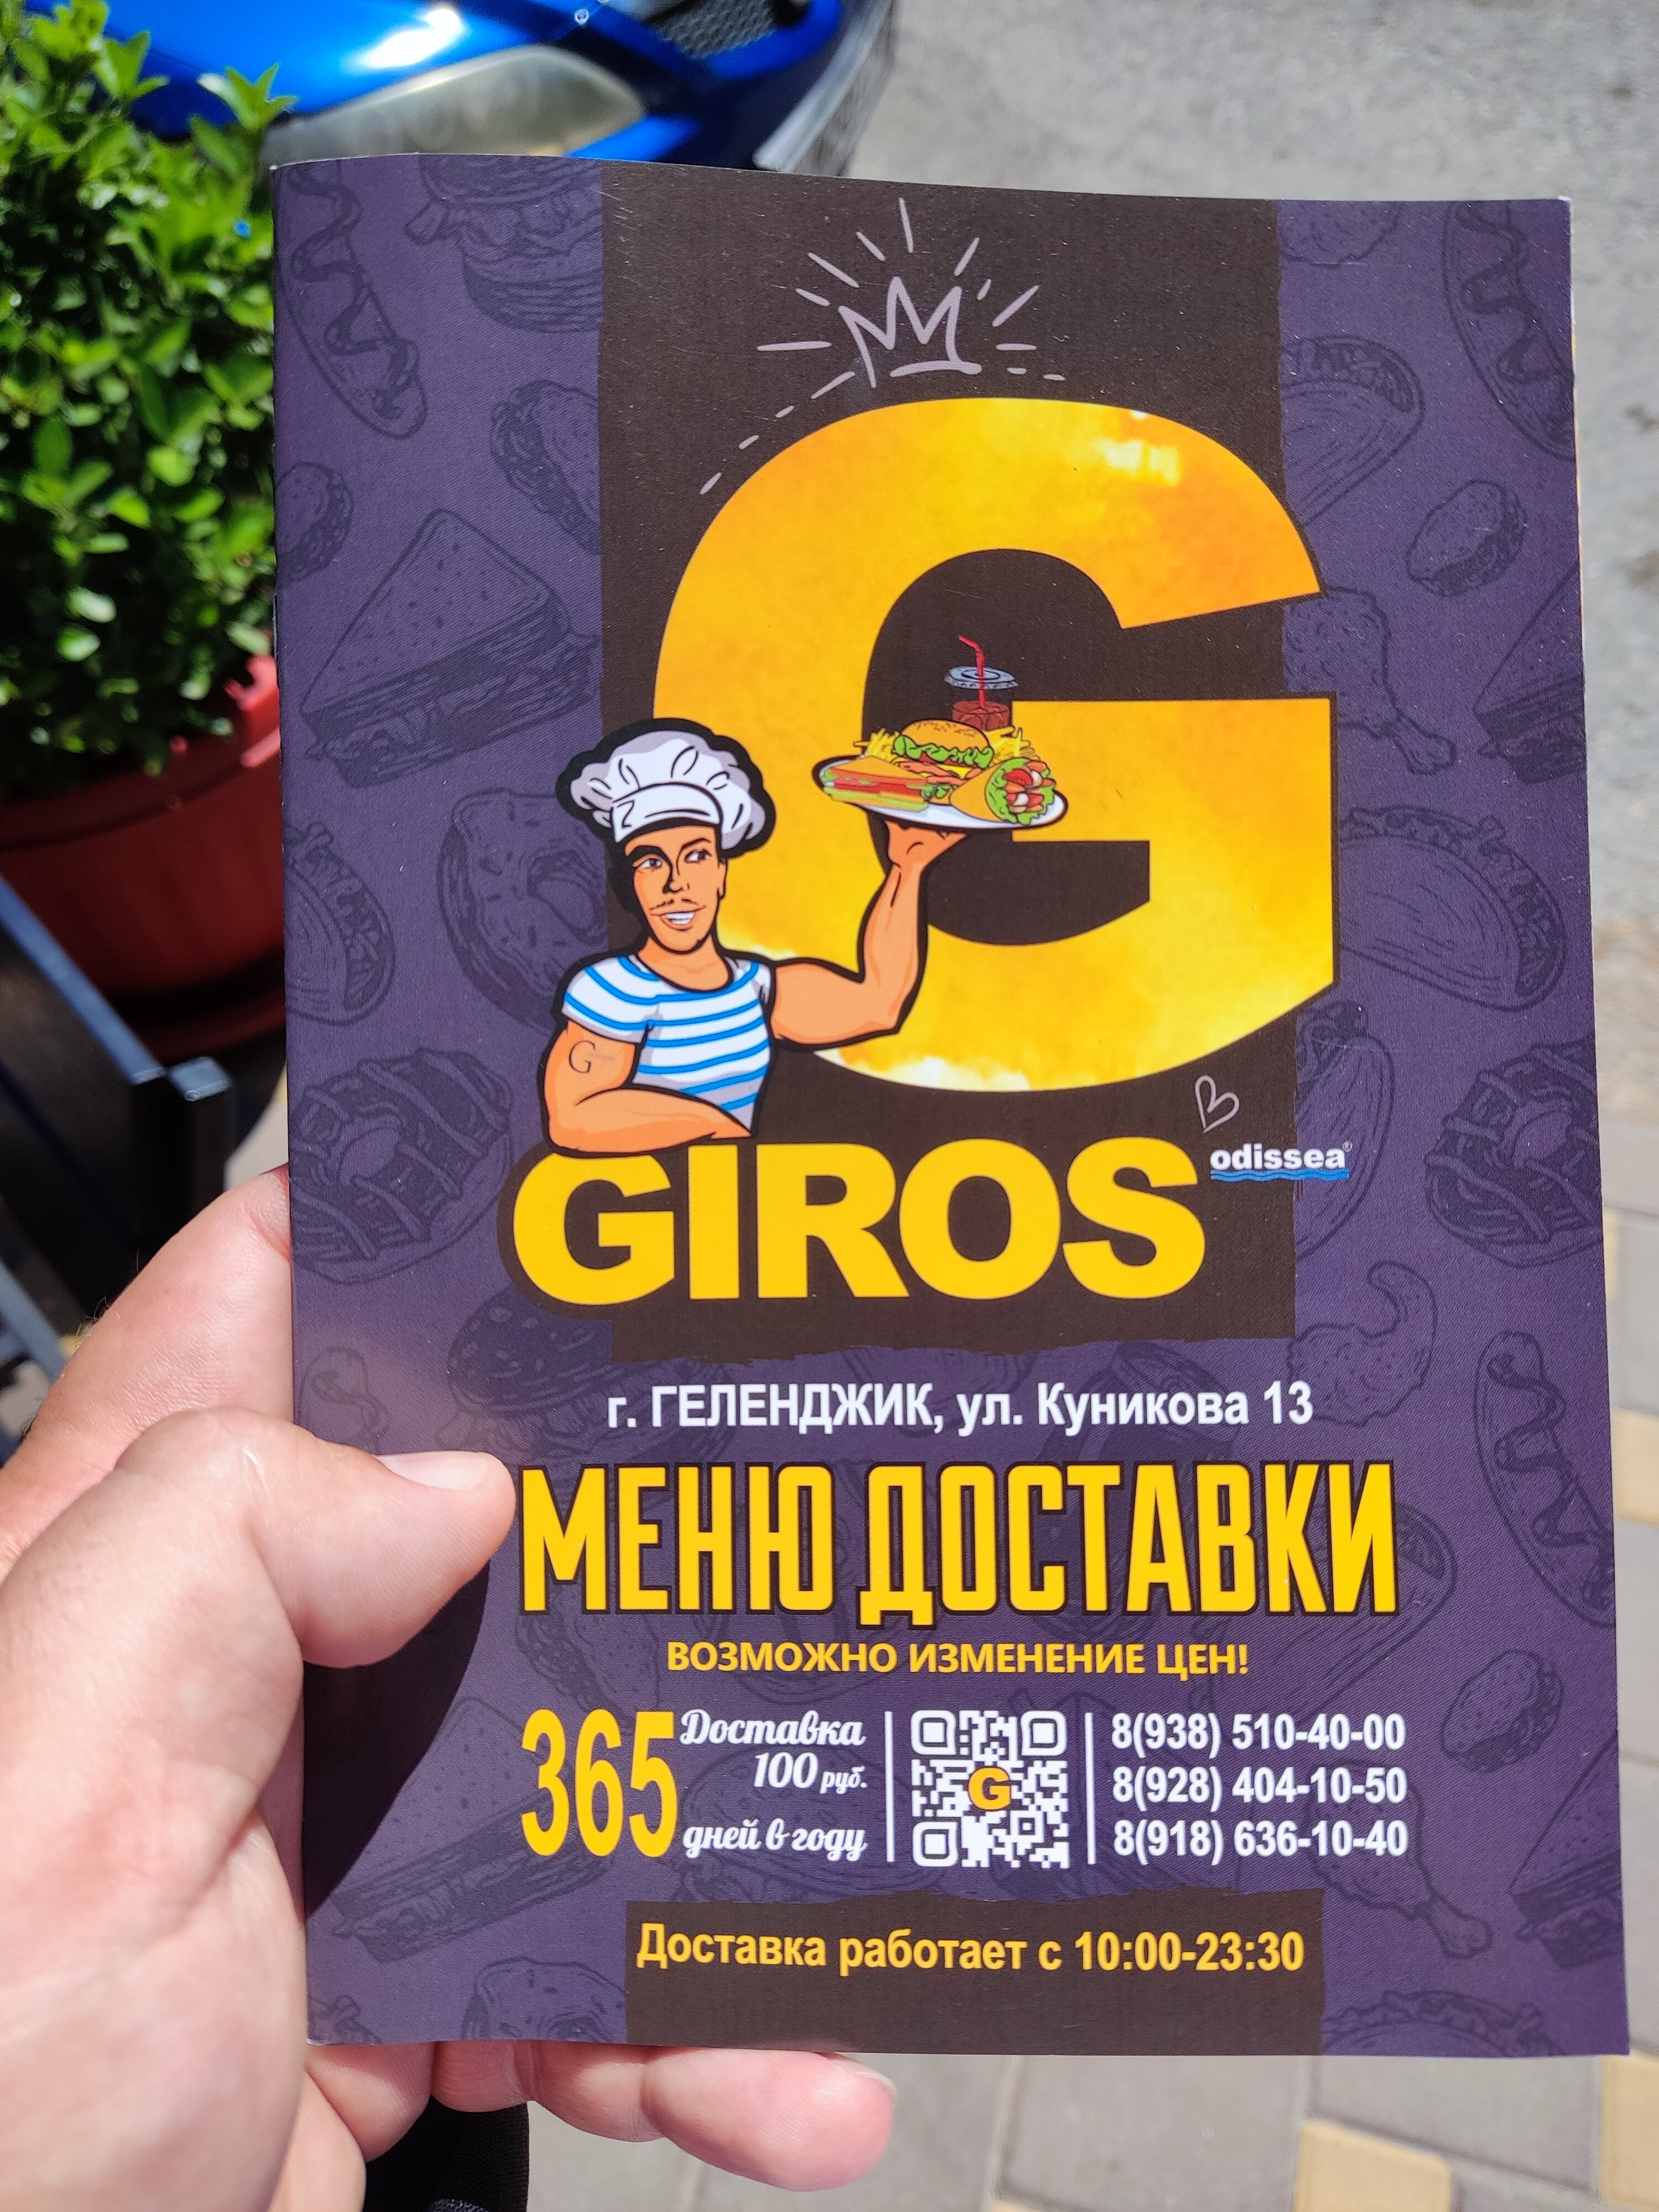 G
GIROS
odissea®
г. ГЕЛЕНДЖИК, ул. Куникова 13
МЕНЮ ДОСТАВКИ
ВОЗМОЖНО ИЗМЕНЕНИЕ ЦЕН!
365 Доставка
100 руб.
дней в году
G
8(938) 510-40-00
8(928) 404-10-50
8(918) 636-10-40
Доставка работает с 10:00-23:30